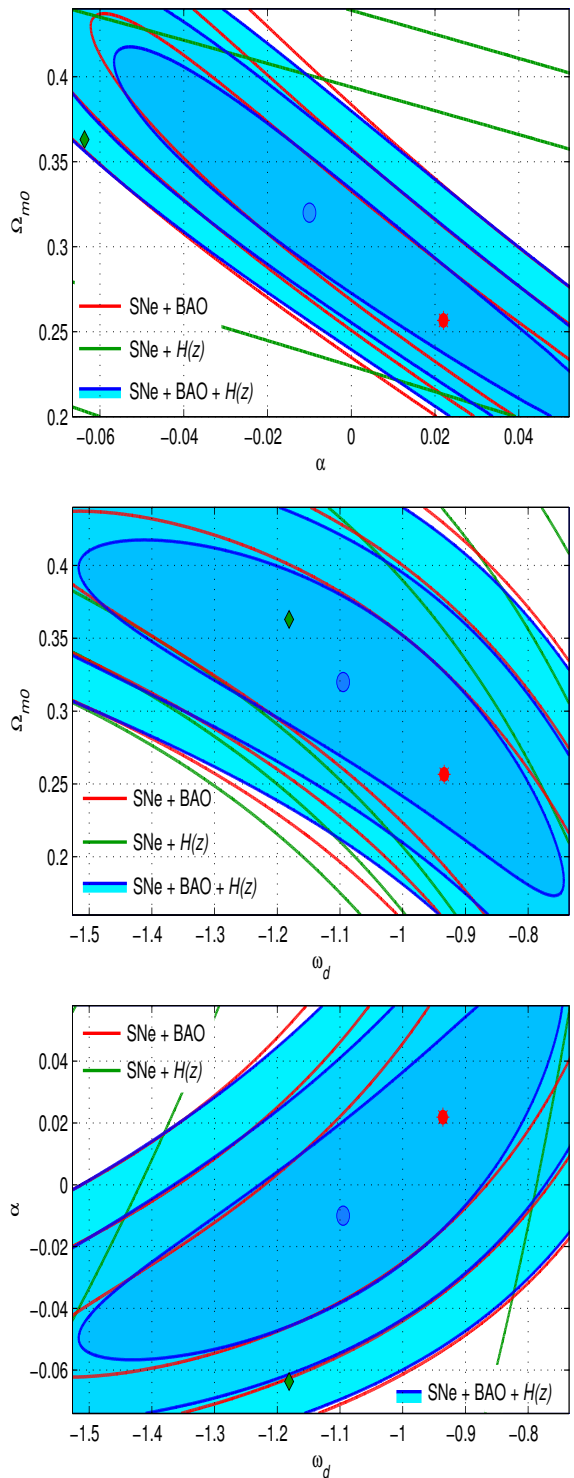 0.4
0.35
0.3
0.25
0.2
Ωm0
SNe + BAO
SNe + H(z)
SNe + BAO + H(z)
−0.06 −0.04 −0.02 0 0.02 0.04
α
0.4
0.35
0.3
0.25
0.2
Ωm0
SNe + BAO
SNe + H(z)
SNe + BAO + H(z)
−1.5 −1.4 −1.3 −1.2 −1.1 −1 −0.9 −0.8
ωd
SNe + BAO
SNe + H(z)
0.04
0.02
0
−0.02
−0.04
−0.06
α
SNe + BAO + H(z)
−1.5 −1.4 −1.3 −1.2 −1.1 −1 −0.9 −0.8
ωd